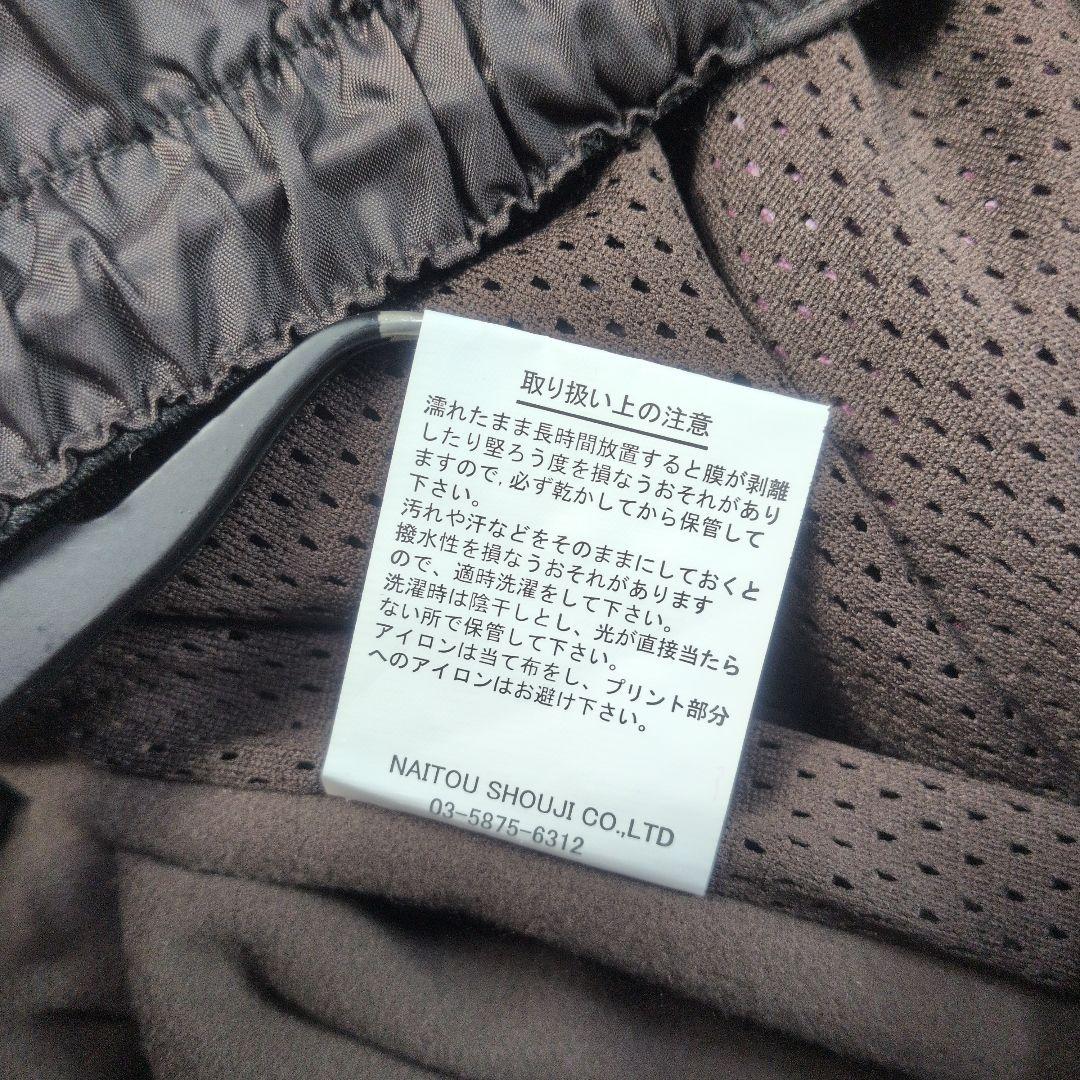 取り扱い上の注意
濡れたまま長時間放置すると膜が剥離
したり堅ろう度を損なうおそれがあり
ますので,必ず乾かしてから保管して
下さい。
汚れや汗などをそのままにしておくと
撥水性を損なうおそれがあります
ので、適時洗濯をして下さい。
洗濯時は陰干しとし、光が直接当たら
ない所で保管して下さい。
アイロンは当て布をし、プリント部分
へのアイロンはお避け下さい。
NAITOU SHOUJI CO.,LTD
03-5875-6312